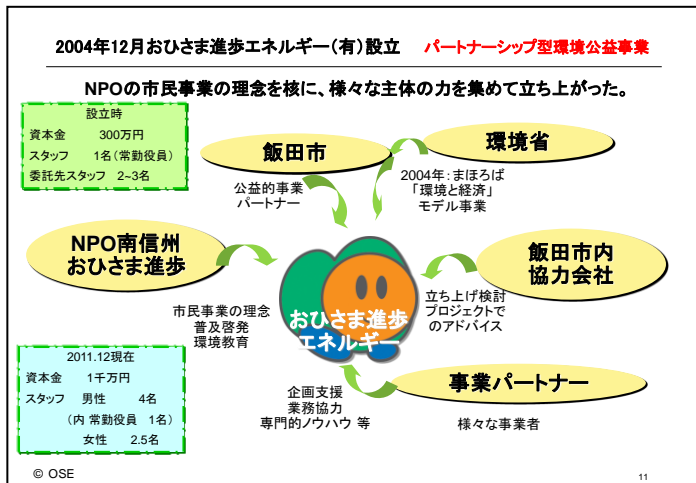 2004年12月おひさま進歩エネルギー(有)設立 パートナーシップ型環境公益事業
NPOの市民事業の理念を核に、様々な主体の力を集めて立ち上がった。
設立時
資本金 300万円
スタッフ 1名(常勤役員)
委託先スタッフ 2~3名
飯田市
公益的事業
パートナー
環境省
2004年:まほろば
「環境と経済」
モデル事業
NPO南信州
おひさま進歩
市民事業の理念
普及啓発
環境教育
おひさま進歩
エネルギー
飯田市内
協力会社
立ち上げ検討
プロジェクトで
のアドバイス
2011.12現在
資本金 1千万円
スタッフ 男性 4名
(内 常勤役員 1名)
女性 2.5名
企画支援
業務協力
専門的ノウハウ 等
事業パートナー
様々な事業者
© OSE
11